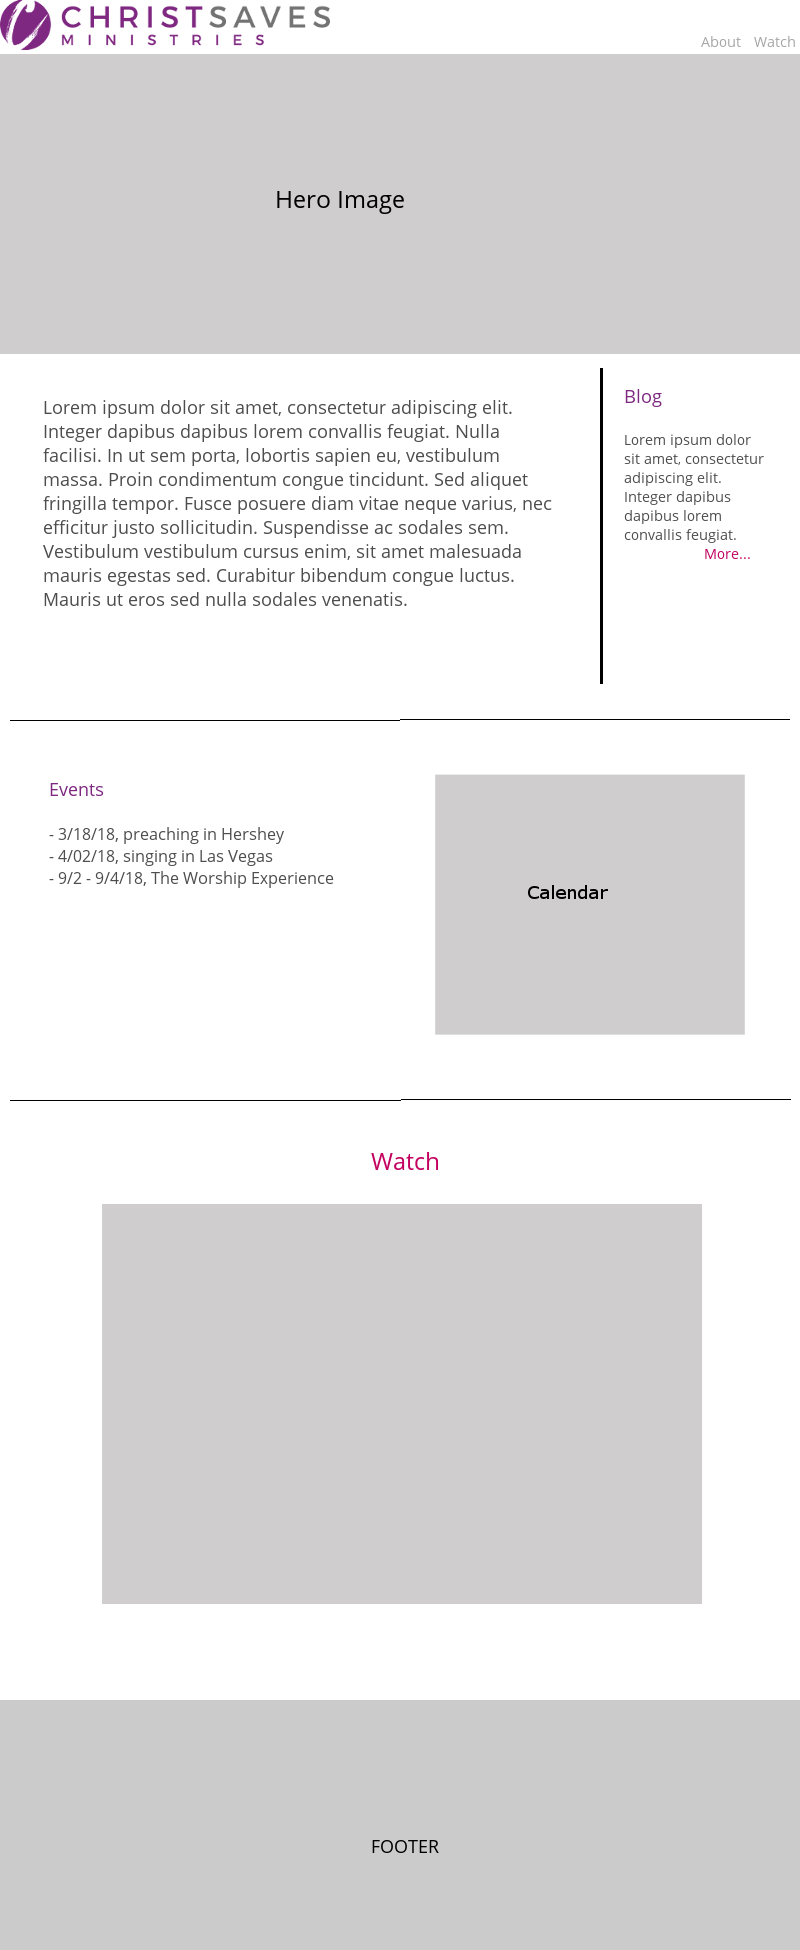 CHRISTSAVES
MINISTRIES
About Watch
Hero Image
Lorem ipsum dolor sit amet, consectetur adipiscing elit.
Integer dapibus dapibus lorem convallis feugiat. Nulla
facilisi. In ut sem porta, lobortis sapien eu, vestibulum
massa. Proin condimentum congue tincidunt. Sed aliquet
fringilla tempor. Fusce posuere diam vitae neque varius, nec
efficitur justo sollicitudin. Suspendisse ac sodales sem.
Vestibulum vestibulum cursus enim, sit amet malesuada
mauris egestas sed. Curabitur bibendum congue luctus.
Mauris ut eros sed nulla sodales venenatis.
Blog
Lorem ipsum dolor
sit amet, consectetur
adipiscing elit.
Integer dapibus
dapibus lorem
convallis feugiat.
More...
Events
- 3/18/18, preaching in Hershey
- 4/02/18, singing in Las Vegas
- 9/2 - 9/4/18, The Worship Experience
Calendar
Watch
FOOTER